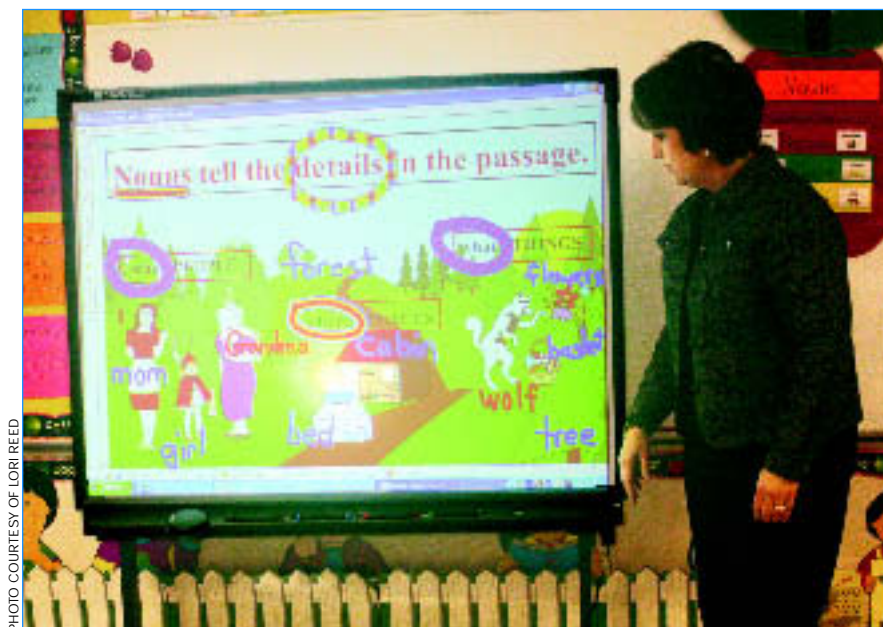 Nouns tell the details in the passage.
THINGS
forest
flowers
Grandma
cabin
basket
mom
wolf
girl
bed
tree
PHOTO COURTESY OF LORI REED